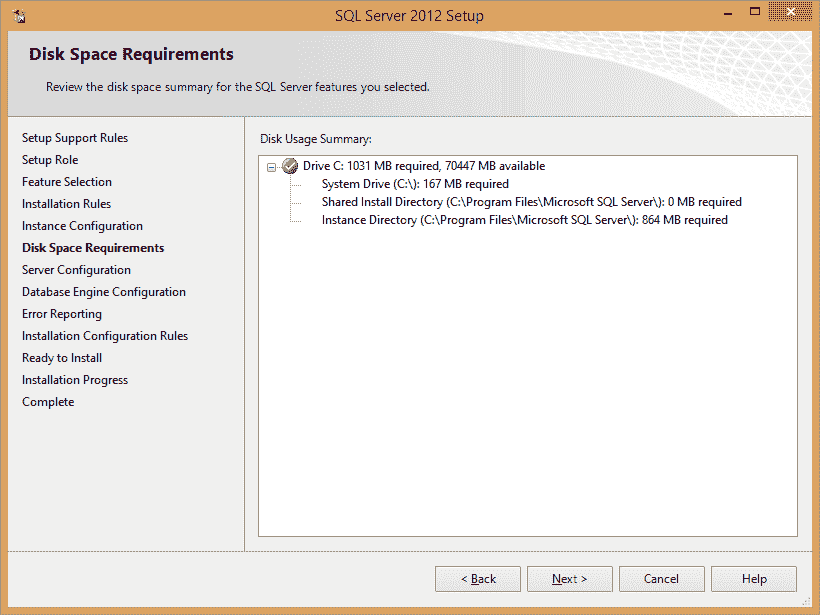 SQL Server 2012 Setup
Disk Space Requirements
Review the disk space summary for the SQL Server features you selected.
Setup Support Rules
Setup Role
Feature Selection
Installation Rules
Instance Configuration
Disk Space Requirements
Server Configuration
Database Engine Configuration
Error Reporting
Installation Configuration Rules
Ready to Install
Installation Progress
Complete
Disk Usage Summary:
Drive C: 1031 MB required, 70447 MB available
System Drive (C:\): 167 MB required
Shared Install Directory (C:\Program Files\Microsoft SQL Server\): 0 MB required
Instance Directory (C:\Program Files\Microsoft SQL Server\): 864 MB required
< Back
Next >
Cancel
Help